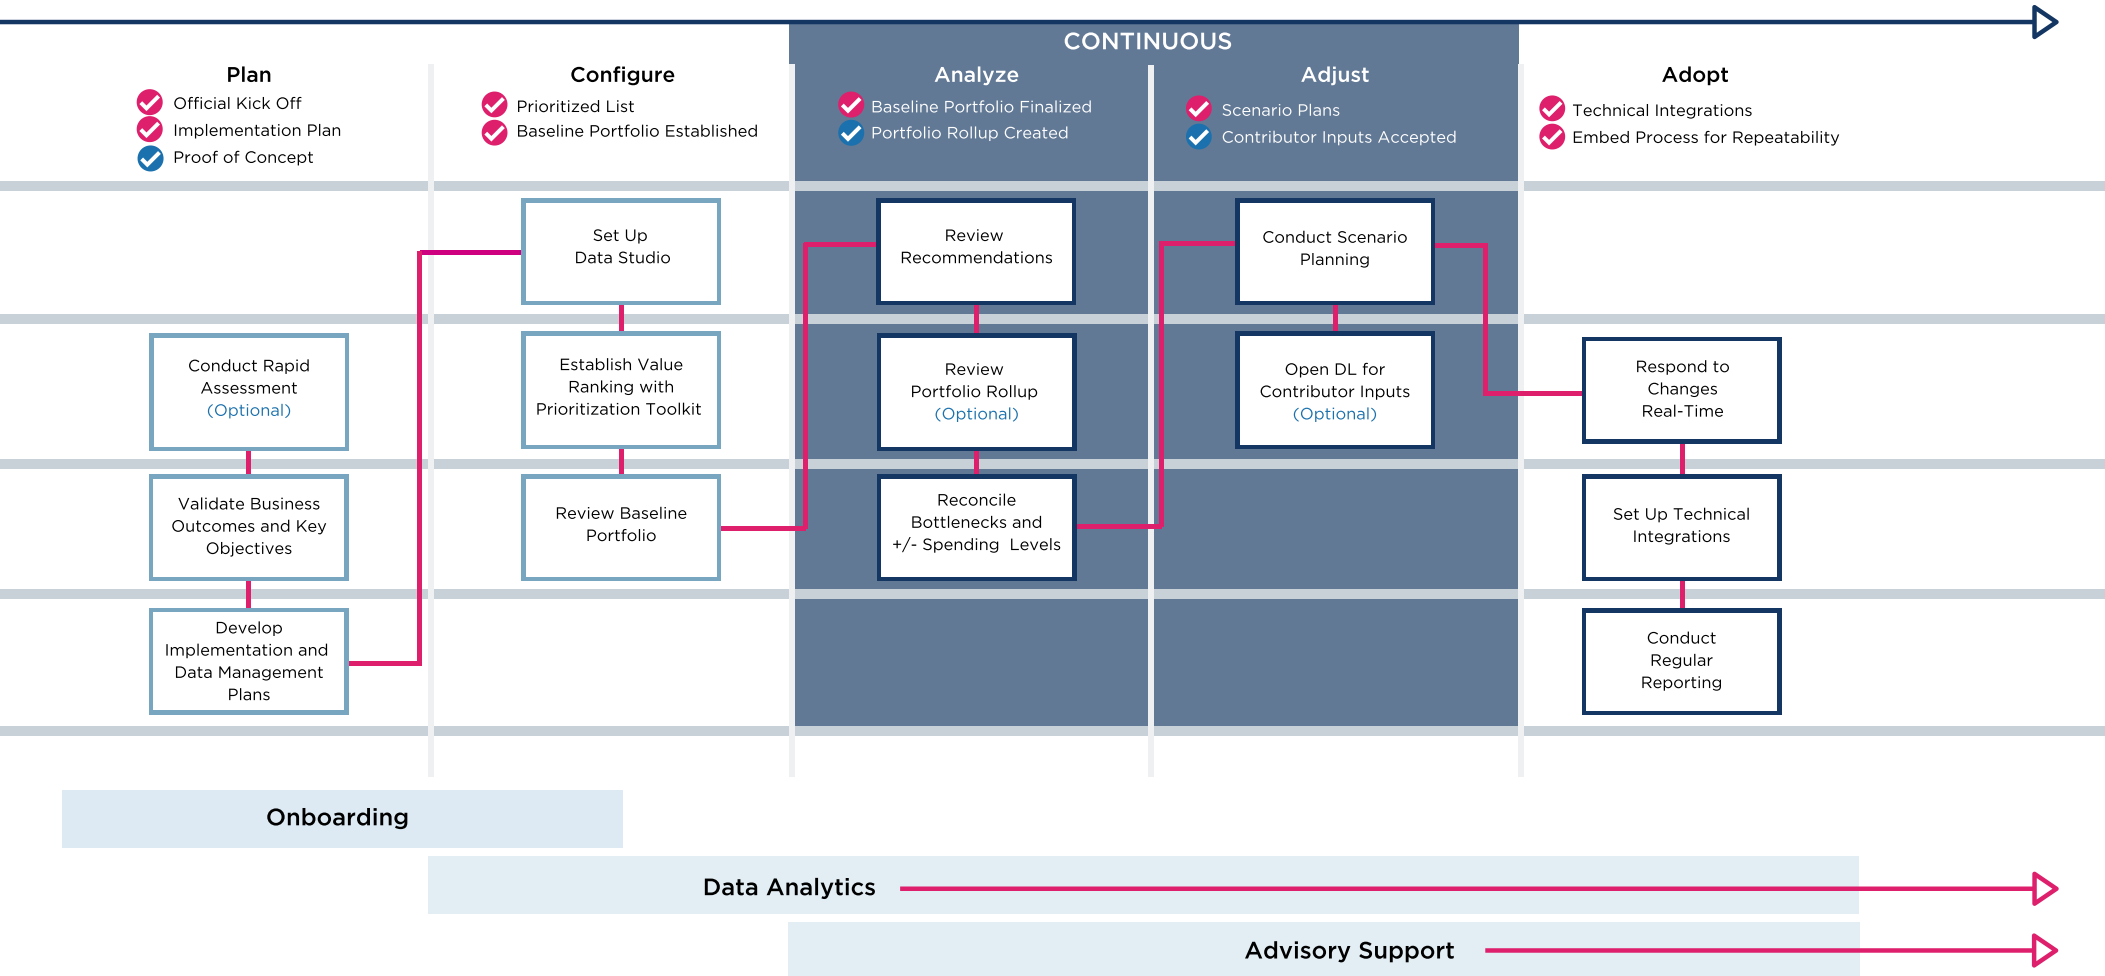 CONTINUOUS
Plan
Official Kick Off
Implementation Plan
Proof of Concept
Configure
Prioritized List
Baseline Portfolio Established
Analyze
Baseline Portfolio Finalized
Portfolio Rollup Created
Adjust
Scenario Plans
Contributor Inputs Accepted
Adopt
Technical Integrations
Embed Process for Repeatability
Conduct Rapid
Assessment
(Optional)
Validate Business
Outcomes and Key
Objectives
Develop
Implementation and
Data Management
Plans
Set Up
Data Studio
Establish Value
Ranking with
Prioritization Toolkit
Review Baseline
Portfolio
Review
Recommendations
Review
Portfolio Rollup
(Optional)
Reconcile
Bottlenecks and
+/- Spending Levels
Conduct Scenario
Planning
Open DL for
Contributor Inputs
(Optional)
Respond to
Changes
Real-Time
Set Up Technical
Integrations
Conduct
Regular
Reporting
Onboarding
Data Analytics
Advisory Support